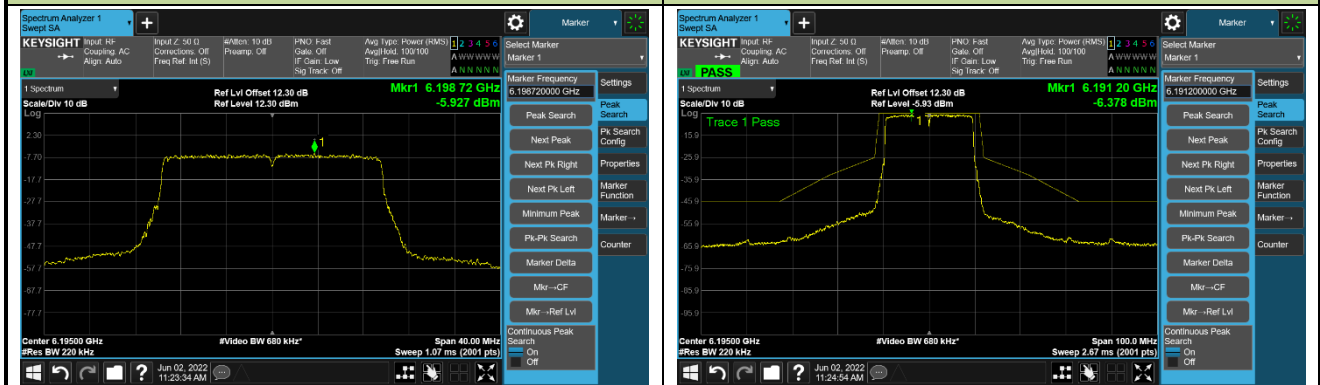 Spectrum Analyzer 1
Swept SA
Marker
KEYSIGHT
Input: RF
Coupling: AC
Align: Auto
Input Z: 50 Ω
Corrections: Off
Freq Ref: Int (S)
#Atten: 10 dB
Preamp: Off
PNO: Fast
Gate: Off
IF Gain: Low
Sig Track: Off
Avg Type: Power (RMS)
Avg|Hold: 100/100
Trig: Free Run
1 2 3 4 5 6
A W W W W W
A N N N N N
Select Marker
Marker 1
Marker Frequency
6.198720000 GHz
Settings
1 Spectrum
Scale/Div 10 dB
Log
Ref Lvl Offset 12.30 dB
Ref Level 12.30 dBm
Mkr1 6.198 72 GHz
-5.927 dBm
1
2.30
-7.70
-17.7
-27.7
-37.7
-47.7
-57.7
-67.7
-77.7
Peak Search
Next Peak
Next Pk Right
Next Pk Left
Minimum Peak
Pk-Pk Search
Marker Delta
Mkr→CF
Mkr→Ref Lvl
Continuous Peak
Search
On
Off
Peak
Search
Pk Search
Config
Properties
Marker
Function
Marker→
Counter
Center 6.19500 GHz
#Res BW 220 kHz
#Video BW 680 kHz*
Span 40.00 MHz
Sweep 1.07 ms (2001 pts)
Jun 02, 2022
11:23:34 AM
Spectrum Analyzer 1
Swept SA
Marker
KEYSIGHT
Input: RF
Coupling: AC
Align: Auto
PASS
Input Z: 50 Ω
Corrections: Off
Freq Ref: Int (S)
#Atten: 10 dB
Preamp: Off
PNO: Fast
Gate: Off
IF Gain: Low
Sig Track: Off
Avg Type: Power (RMS)
Avg|Hold: 100/100
Trig: Free Run
1 2 3 4 5 6
A W W W W W
A N N N N N
Select Marker
Marker 1
Marker Frequency
6.191200000 GHz
Settings
1 Spectrum
Scale/Div 10 dB
Log
Ref Lvl Offset 12.30 dB
Ref Level -5.93 dBm
Mkr1 6.191 20 GHz
-6.378 dBm
Trace 1 Pass
1
-15.9
-25.9
-35.9
-45.9
-55.9
-65.9
-75.9
-85.9
-95.9
Peak Search
Next Peak
Next Pk Right
Next Pk Left
Minimum Peak
Pk-Pk Search
Marker Delta
Mkr→CF
Mkr→Ref Lvl
Continuous Peak
Search
On
Off
Peak
Search
Pk Search
Config
Properties
Marker
Function
Marker→
Counter
Center 6.19500 GHz
#Res BW 220 kHz
#Video BW 680 kHz*
Span 100.0 MHz
Sweep 2.67 ms (2001 pts)
Jun 02, 2022
11:24:54 AM